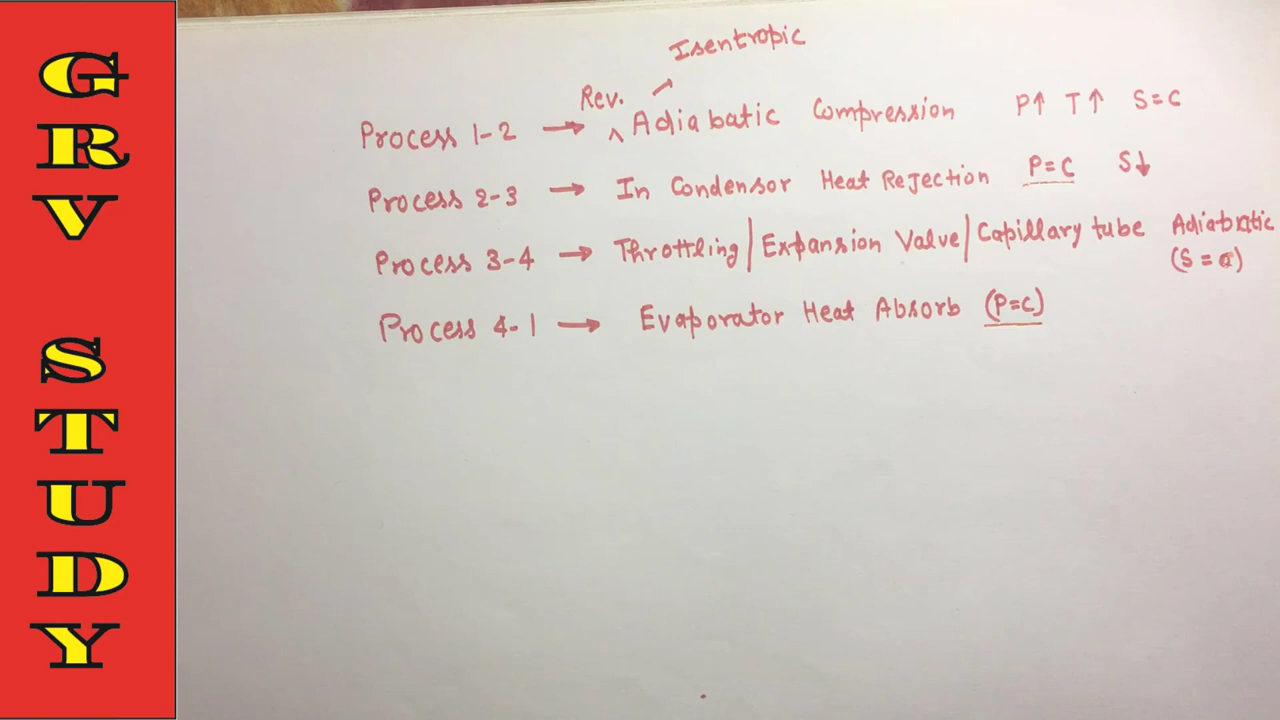 GRV STUDY
Isentropic
Rev.
Process 1-2 → ^ Adiabatic Compression P↑ T↑ S=C
Process 2-3 → In Condensor Heat Rejection P=C S↓
Process 3-4 → Throttling / Expansion Valve / Capillary tube Adiabatic
(S = )
Process 4-1 → Evaporator Heat Absorb (P=C)